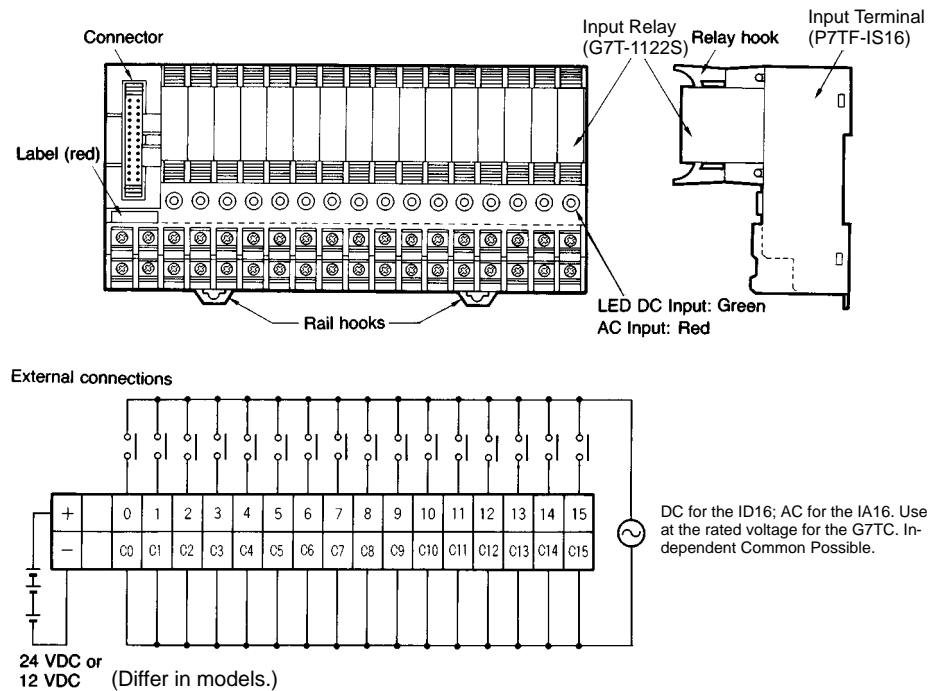 Connector
Input Relay
(G7T-1122S)
Relay hook
Input Terminal
(P7TF-IS16)
Label (red)
LED DC Input: Green
AC Input: Red
Rail hooks
External connections
+ 0 1 2 3 4 5 6 7 8 9 10 11 12 13 14 15
− C0 C1 C2 C3 C4 C5 C6 C7 C8 C9 C10 C11 C12 C13 C14 C15
DC for the ID16; AC for the IA16. Use
at the rated voltage for the G7TC. In-
dependent Common Possible.
24 VDC or
12 VDC (Differ in models.)